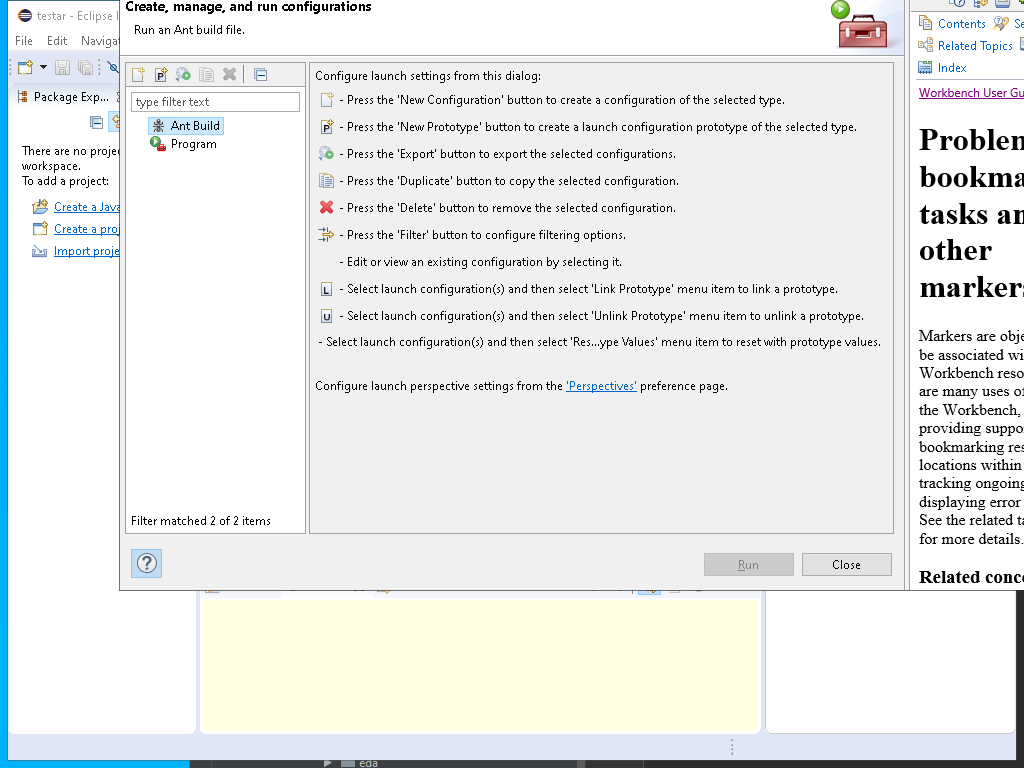 Create, manage, and run configurations
Run an Ant build file.
testar - Eclipse
File Edit
Package Exp...
There are no
workspace.
To add a project:
Create a Java
Create a
Import
type filter text
Ant Build
Program
Filter matched 2 of 2 items
Configure launch settings from this dialog:
- Press the 'New Configuration' button to create a configuration of the selected type.
P - Press the 'New Prototype' button to create a launch configuration prototype of the selected type.
- Press the 'Export' button to export the selected configurations.
- Press the 'Duplicate' button to copy the selected configuration.
- Press the 'Delete' button to remove the selected configuration.
- Press the 'Filter' button to configure filtering options.
- Edit or view an existing configuration by selecting it.
L - Select launch configuration(s) and then select 'Link Prototype' menu item to link a prototype.
U - Select launch configuration(s) and then select 'Unlink Prototype' menu item to unlink a prototype.
- Select launch configuration(s) and then select 'Res...ype Values' menu item to reset with prototype values.
Configure launch perspective settings from the 'Perspectives' preference page.
Run Close
Contents
Related Topics
Index
Workbench User
Problem
bookma
tasks an
other
markers
Markers are obje
be associated wi
Workbench reso
are many uses of
the Workbench,
providing suppo
bookmarking res
locations within
tracking ongoing
displaying error
See the related ta
for more details.
Related conce
eda